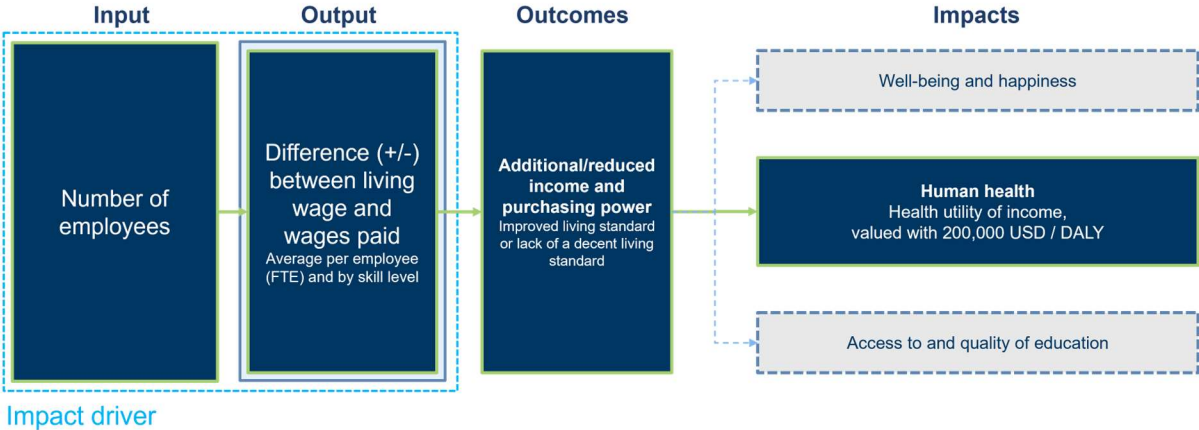 Input
Output
Outcomes
Impacts
Number of
employees
Difference (+/-)
between living
wage and
wages paid
Average per employee
(FTE) and by skill level
Additional/reduced
income and
purchasing power
Improved living standard
or lack of a decent living
standard
Well-being and happiness
Human health
Health utility of income,
valued with 200,000 USD / DALY
Access to and quality of education
Impact driver